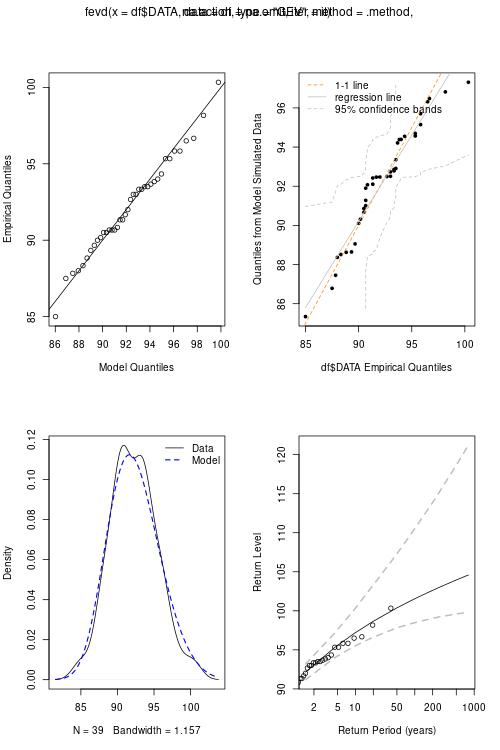 fevd(x = df$DATA, method = .method,
100
95
90
85
86 88 90 92 94 96 98 100
Empirical Quantiles
Model Quantiles
1-1 line
regression line
95% confidence bands
96
94
92
90
88
86
85 90 95 100
Quantiles from Model Simulated Data
df$DATA Empirical Quantiles
Data
Model
0.12
0.10
0.08
0.06
0.04
0.02
0.00
85 90 95 100
Density
N = 39 Bandwidth = 1.157
120
115
110
105
100
95
90
2 5 10 50 200 1000
Return Level
Return Period (years)